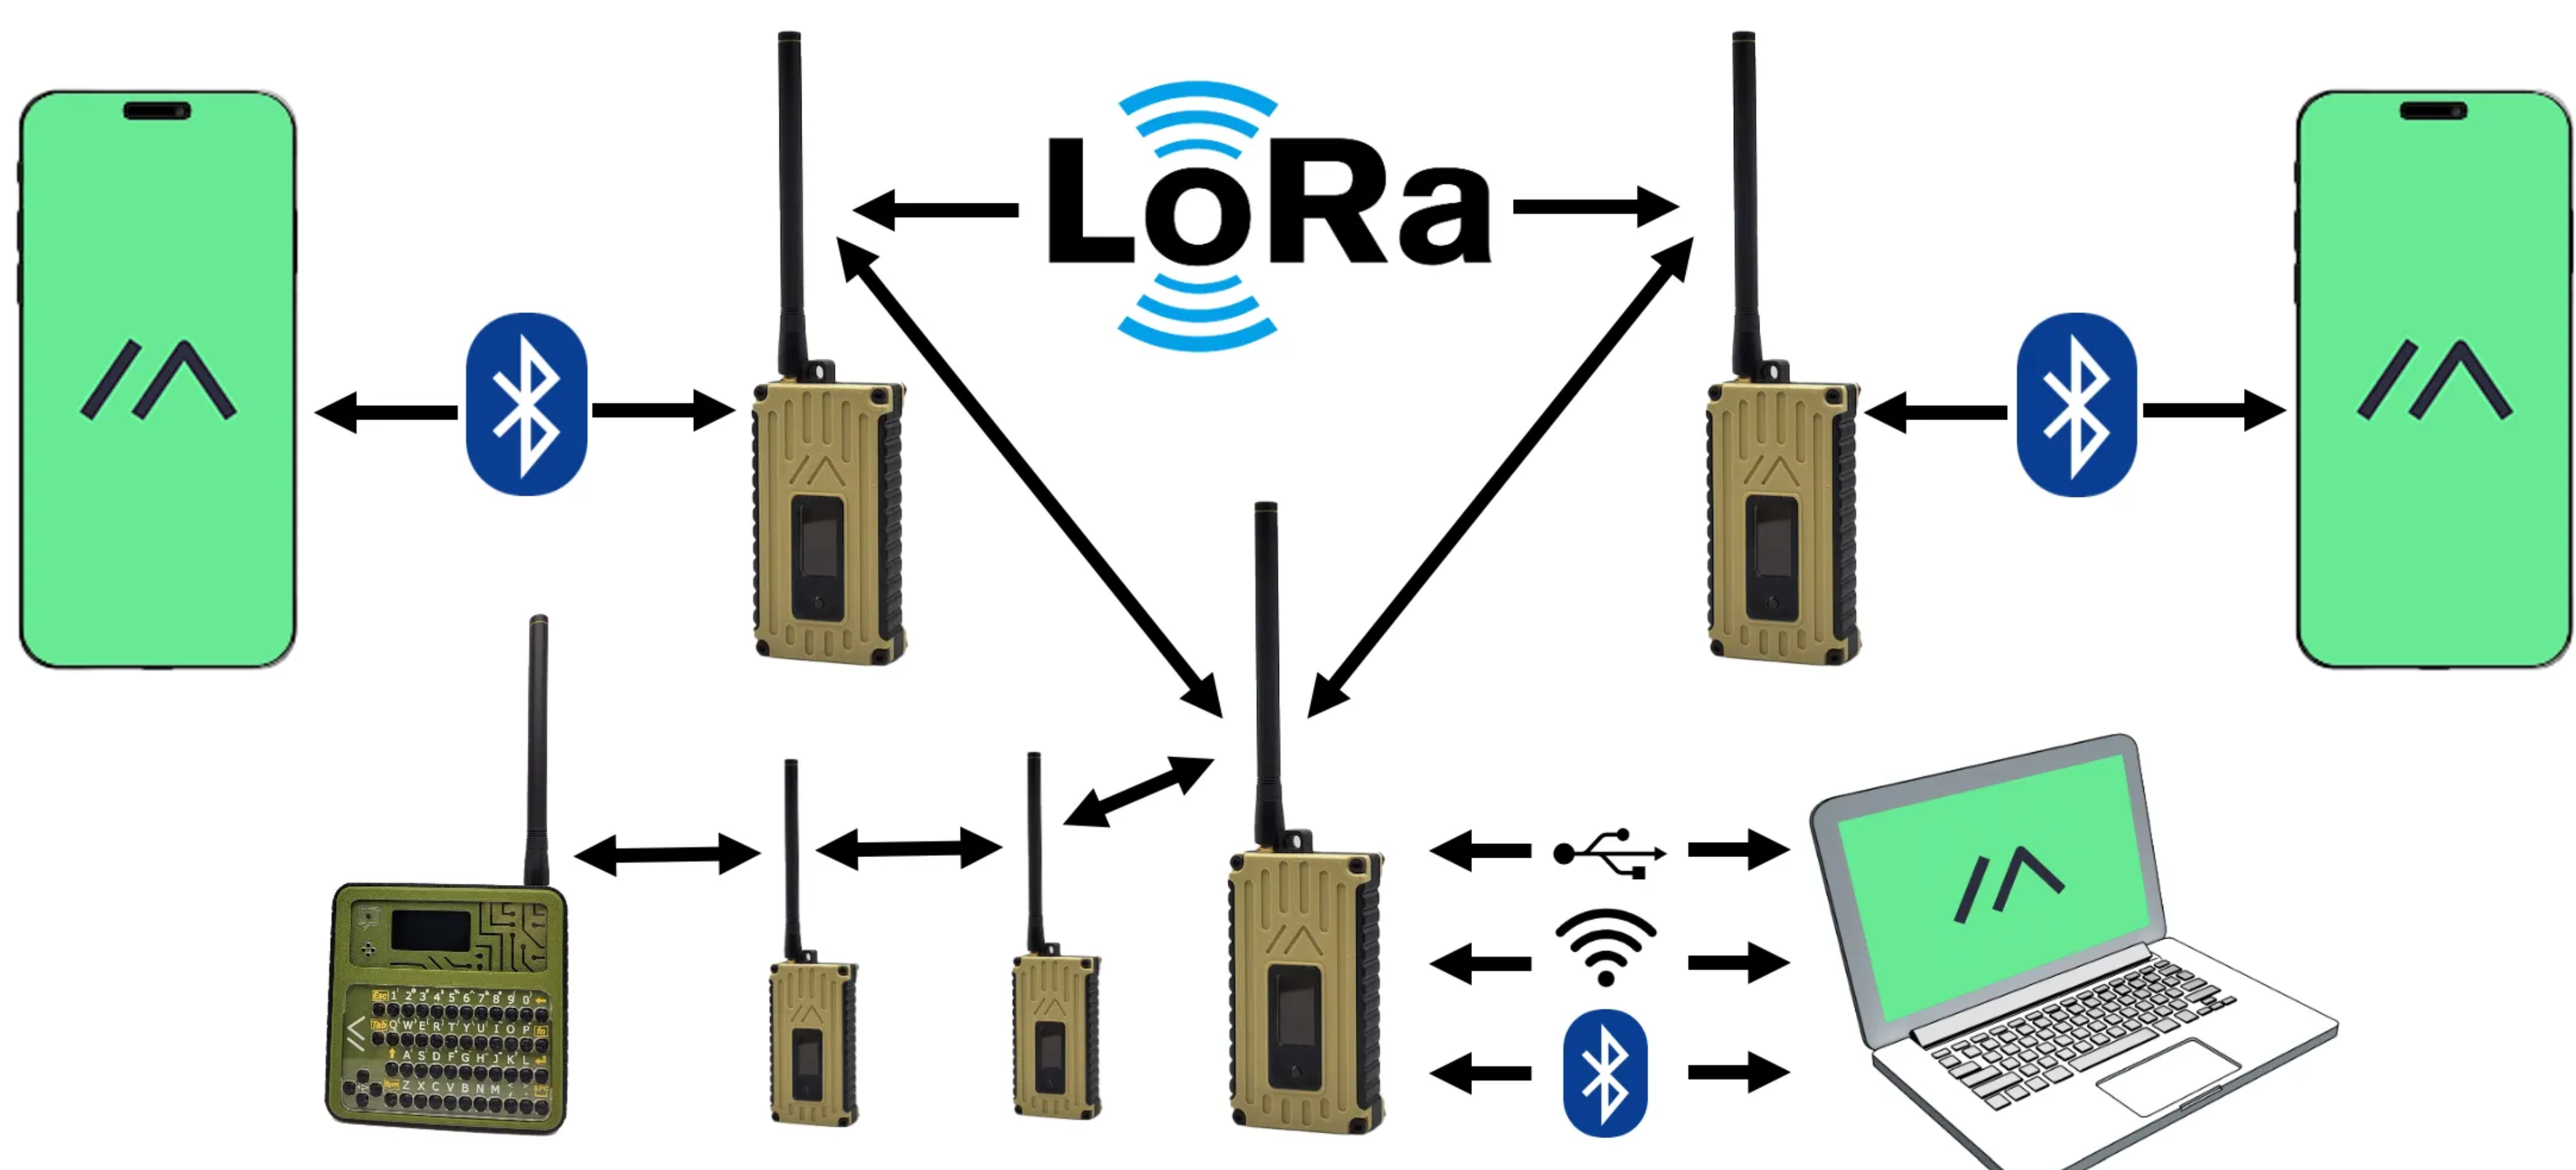 LoRa
Esc 1 2 3 4 5 6 7 8 9 0
Tab Q W E R T Y U I O P fn
A S D F G H J K L
Sym Z X C V B N M